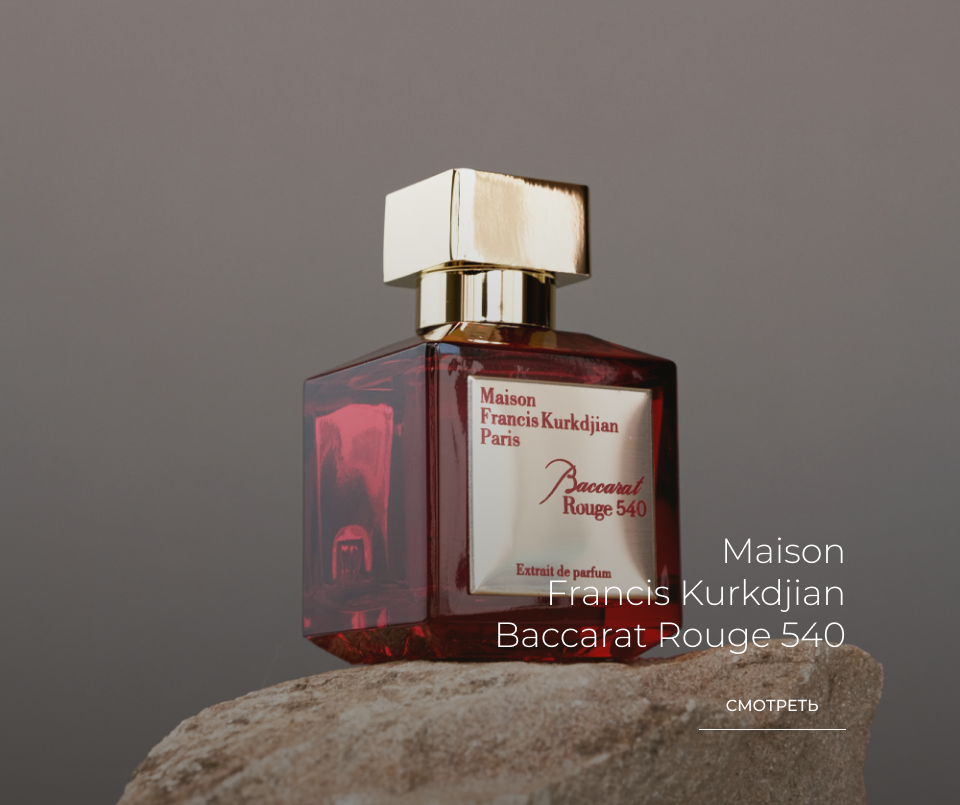 Maison
Francis Kurkdjian
Paris
Baccarat
Rouge 540
Extrait de parfum
Maison
Francis Kurkdjian
Baccarat Rouge 540
СМОТРЕТЬ